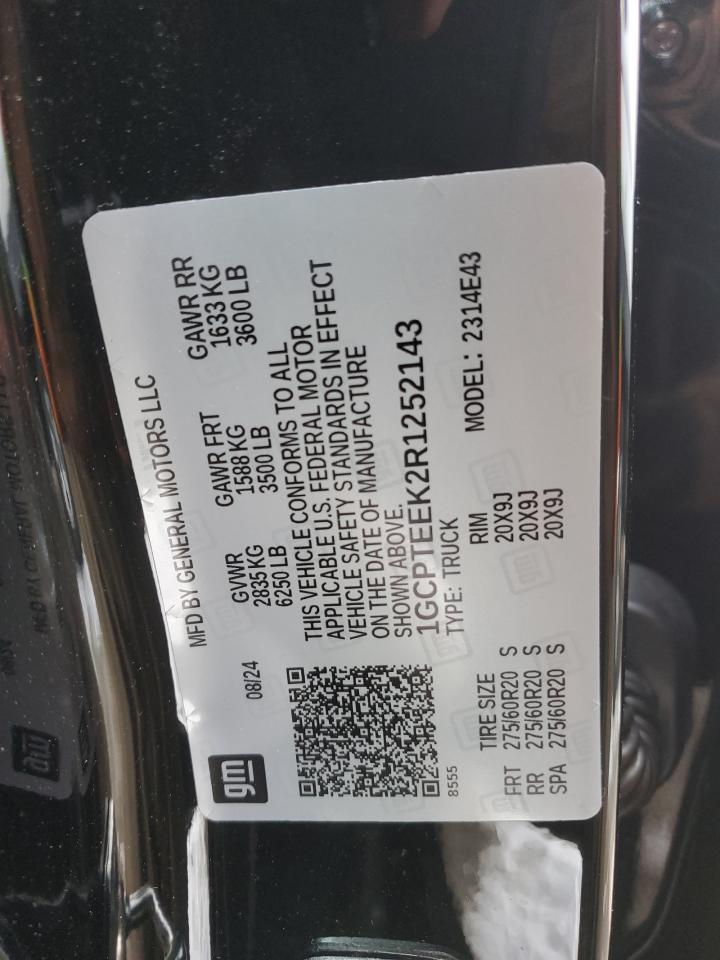 MFD BY GENERAL MOTORS LLC
gm
08/24
GVWR GAWR FRT GAWR RR
2835 KG 1588 KG 1633 KG
6250 LB 3500 LB 3600 LB
THIS VEHICLE CONFORMS TO ALL
APPLICABLE U.S. FEDERAL MOTOR
VEHICLE SAFETY STANDARDS IN EFFECT
ON THE DATE OF MANUFACTURE
SHOWN ABOVE.
1GCPTEEK2R1252143
8555
TYPE: TRUCK MODEL: 2314E43
TIRE SIZE RIM
FRT 275/60R20 S 20X9J
RR 275/60R20 S 20X9J
SPA 275/60R20 S 20X9J